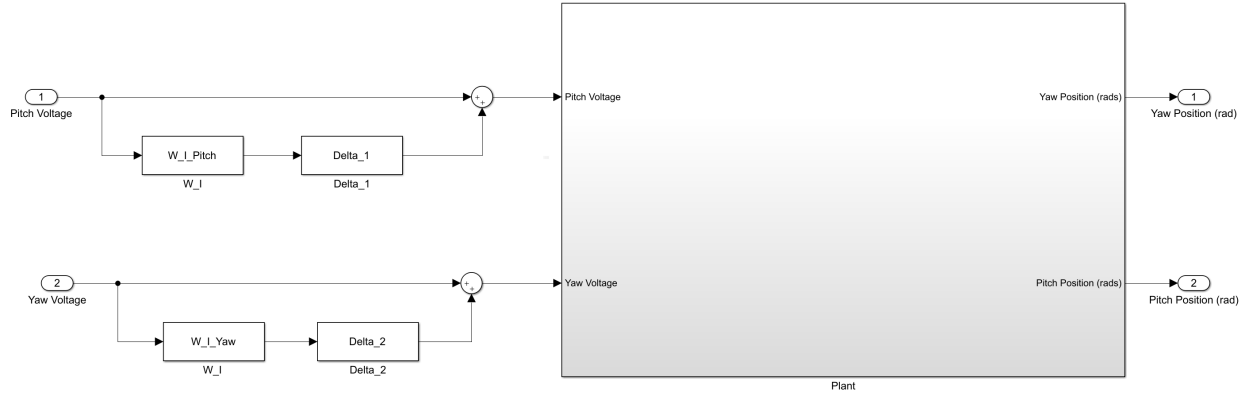 1
Pitch Voltage
W_I_Pitch
W_I
Delta_1
Delta_1
+
+
2
Yaw Voltage
W_I_Yaw
W_I
Delta_2
Delta_2
+
+
Pitch Voltage
Yaw Voltage
Yaw Position (rads)
Pitch Position (rads)
Plant
1
Yaw Position (rad)
2
Pitch Position (rad)